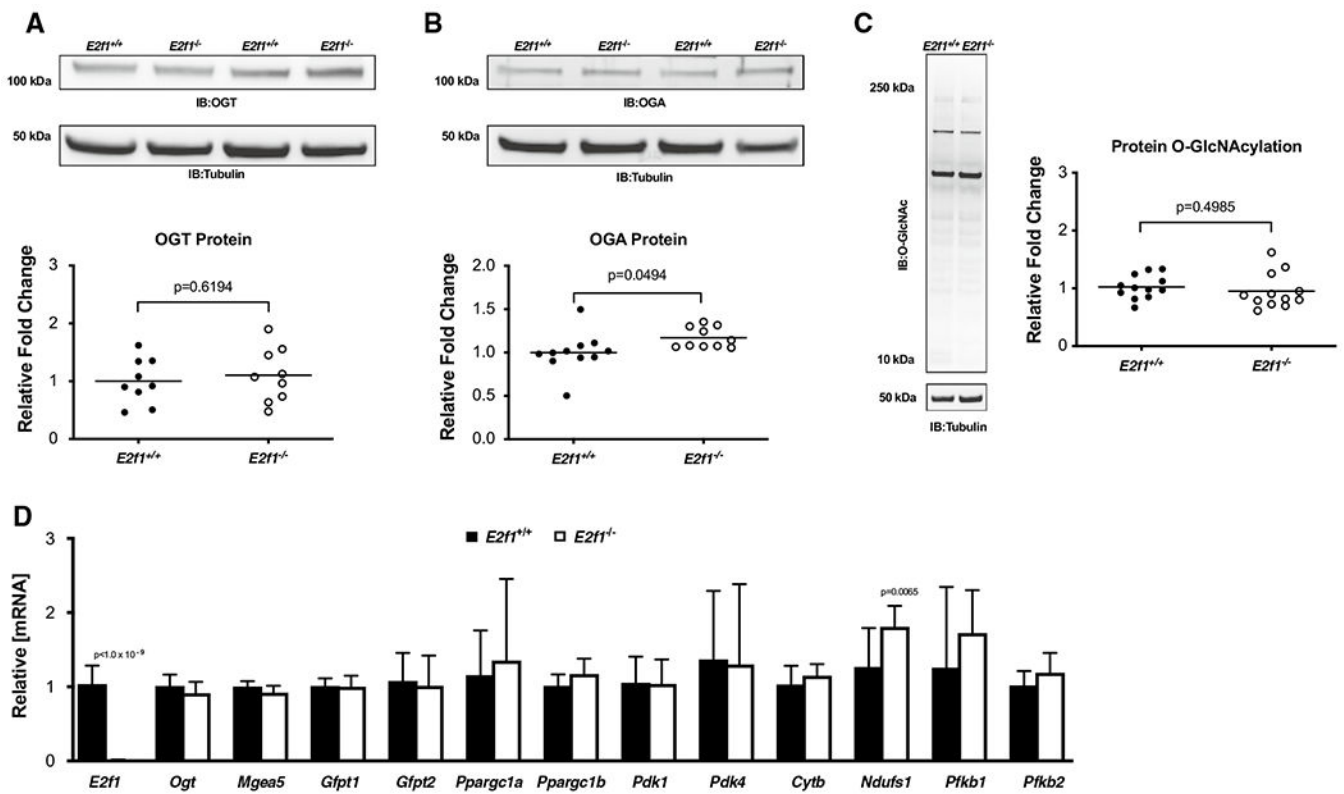 A
E2f1+/+ E2f1-/- E2f1+/+ E2f1-/-
100 kDa
IB:OGT
50 kDa
IB:Tubulin
OGT Protein
Relative Fold Change
3
2
1
0
p=0.6194
E2f1+/+ E2f1-/-
B
E2f1+/+ E2f1-/- E2f1+/+ E2f1-/-
100 kDa
IB:OGA
50 kDa
IB:Tubulin
OGA Protein
Relative Fold Change
2.0
1.5
1.0
0.5
0.0
p=0.0494
E2f1+/+ E2f1-/-
C
E2f1+/+ E2f1-/-
250 kDa
IB:O-GlcNAc
10 kDa
50 kDa
IB:Tubulin
Protein O-GlcNAcylation
Relative Fold Change
3
2
1
0
p=0.4985
E2f1+/+ E2f1-/-
D
E2f1+/+ E2f1-/-
Relative [mRNA]
3
2
1
0
p<1.0 x 10-9
p=0.0065
E2f1 Ogt Mgea5 Gfpt1 Gfpt2 Ppargc1a Ppargc1b Pdk1 Pdk4 Cytb Ndufs1 Pfkb1 Pfkb2